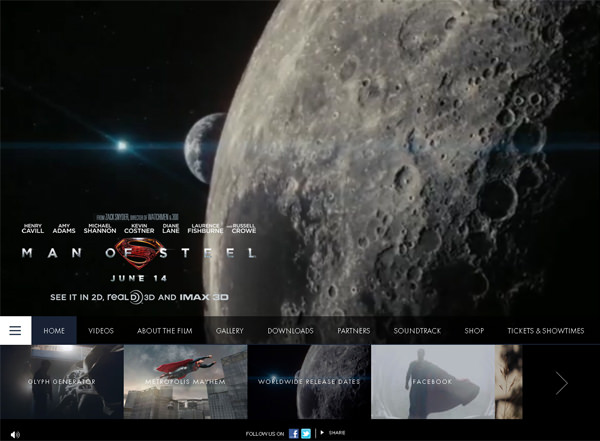 FROM ZACK SNYDER, DIRECTOR OF WATCHMEN & 300
HENRY CAVILL AMY ADAMS MICHAEL SHANNON KEVIN COSTNER DIANE LANE LAURENCE FISHBURNE AND RUSSELL CROWE
MAN OF STEEL
JUNE 14
SEE IT IN 2D, REAL D 3D AND IMAX 3D
HOME VIDEOS ABOUT THE FILM GALLERY DOWNLOADS PARTNERS SOUNDTRACK SHOP TICKETS & SHOWTIMES
GLYPH GENERATOR METROPOLIS MAYHEM WORLDWIDE RELEASE DATES FACEBOOK
FOLLOW US ON f SHARE